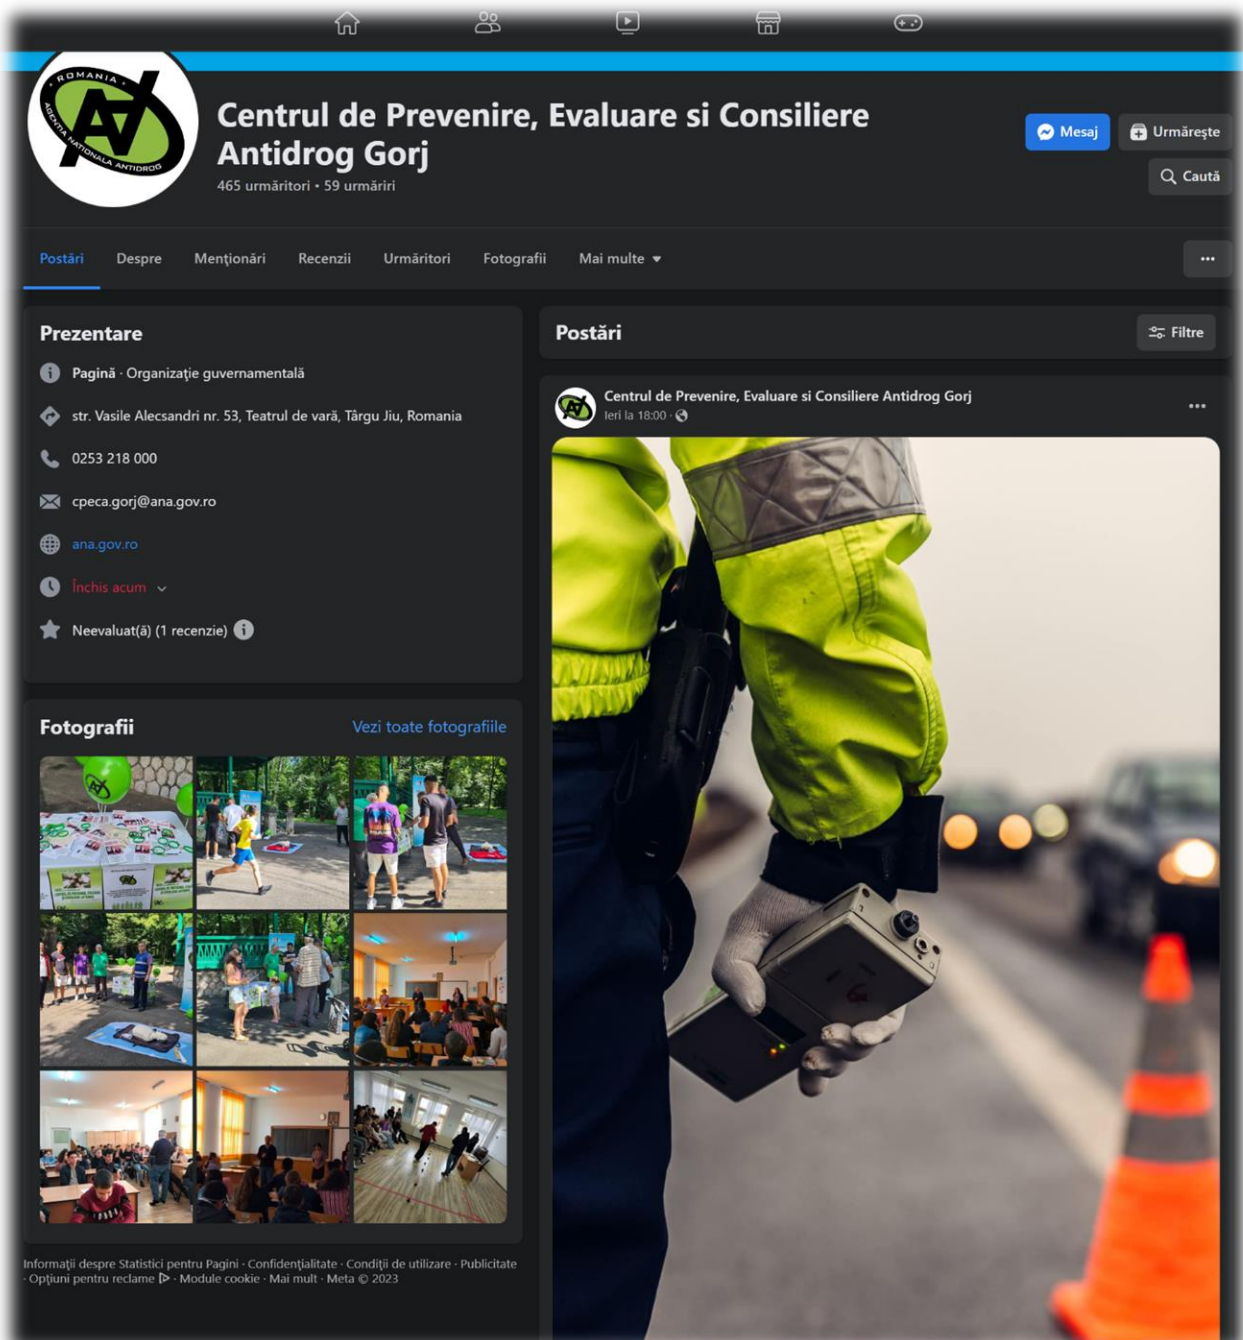 ROMANIA
AGENTIA NATIONALA ANTIDROG
Centrul de Prevenire, Evaluare si Consiliere
Antidrog Gorj
465 urmăritori • 59 urmăriri
Mesaj
Urmărește
Caută
Postări
Despre
Menționări
Recenzii
Urmăritori
Fotografii
Mai multe
Prezentare
Pagină · Organizație guvernamentală
str. Vasile Alecsandri nr. 53, Teatrul de vară, Târgu Jiu, Romania
0253 218 000
cpeca.gorj@ana.gov.ro
ana.gov.ro
Închis acum
Neevaluat(ă) (1 recenzie)
Fotografii
Vezi toate fotografiile
Informații despre Statistici pentru Pagini · Confidențialitate · Condiții de utilizare · Publicitate
· Opțiuni pentru reclame · Module cookie · Mai mult · Meta © 2023
Postări
Filtre
Centrul de Prevenire, Evaluare si Consiliere Antidrog Gorj
Ieri la 18:00 ·